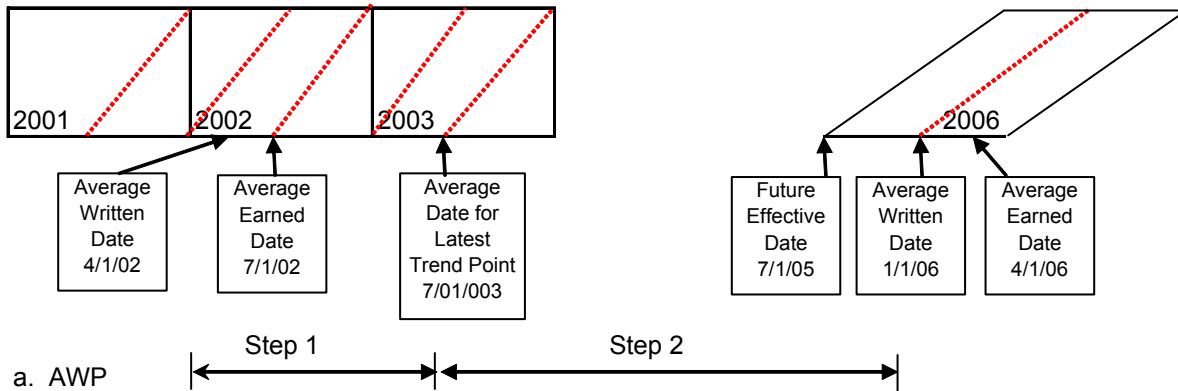 2001
2002
2003
2006
Average
Written
Date
4/1/02
Average
Earned
Date
7/1/02
Average
Date for
Latest
Trend Point
7/01/003
Future
Effective
Date
7/1/05
Average
Written
Date
1/1/06
Average
Earned
Date
4/1/06
Step 1
Step 2
a. AWP